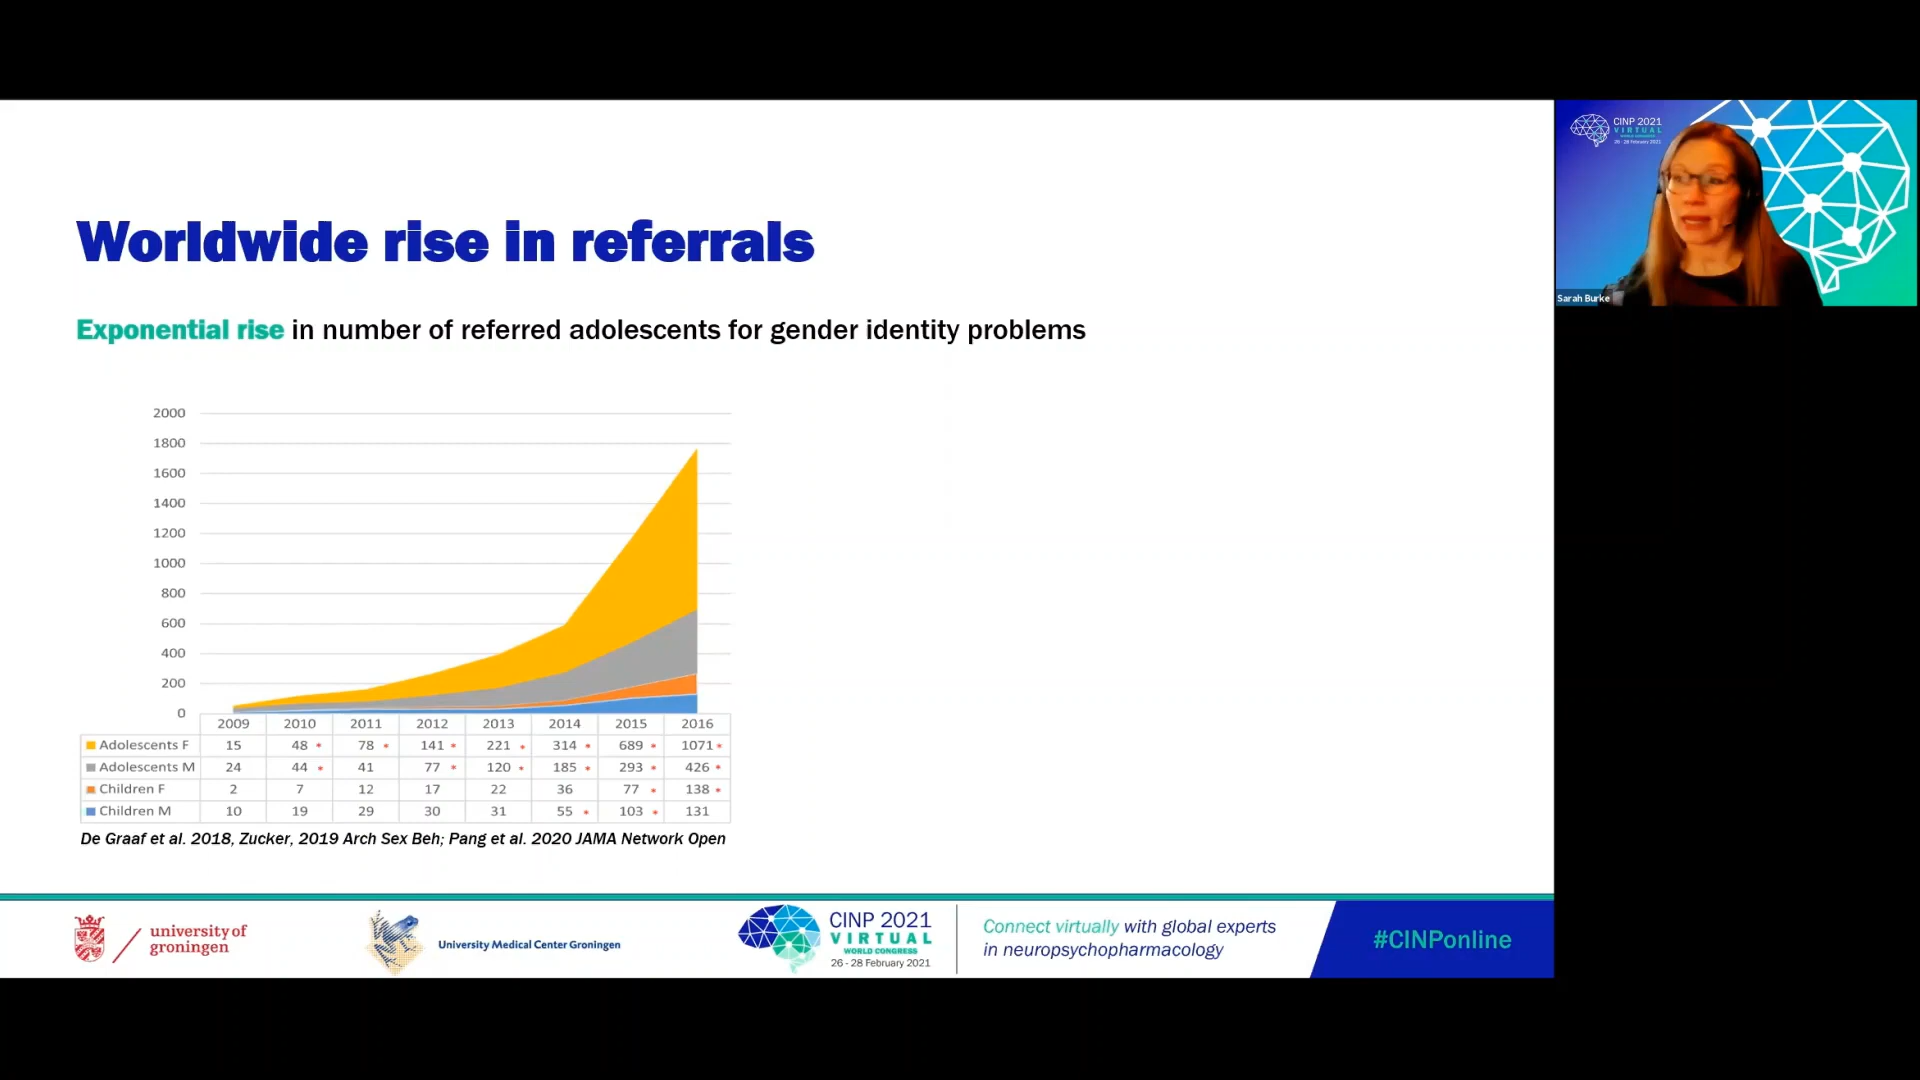 CINP 2021
VIRTUAL
WORLD CONGRESS
26 - 28 February 2021
Sarah Burke
Worldwide rise in referrals
Exponential rise in number of referred adolescents for gender identity problems
2000
1800
1600
1400
1200
1000
800
600
400
200
0
2009 2010 2011 2012 2013 2014 2015 2016
Adolescents F 15 48 * 78 * 141 * 221 * 314 * 689 * 1071 *
Adolescents M 24 44 * 41 77 * 120 * 185 * 293 * 426 *
Children F 2 7 12 17 22 36 77 * 138 *
Children M 10 19 29 30 31 55 * 103 * 131
De Graaf et al. 2018, Zucker, 2019 Arch Sex Beh; Pang et al. 2020 JAMA Network Open
university of
groningen
University Medical Center Groningen
CINP 2021
VIRTUAL
WORLD CONGRESS
26 - 28 February 2021
Connect virtually with global experts
in neuropsychopharmacology
#CINPonline